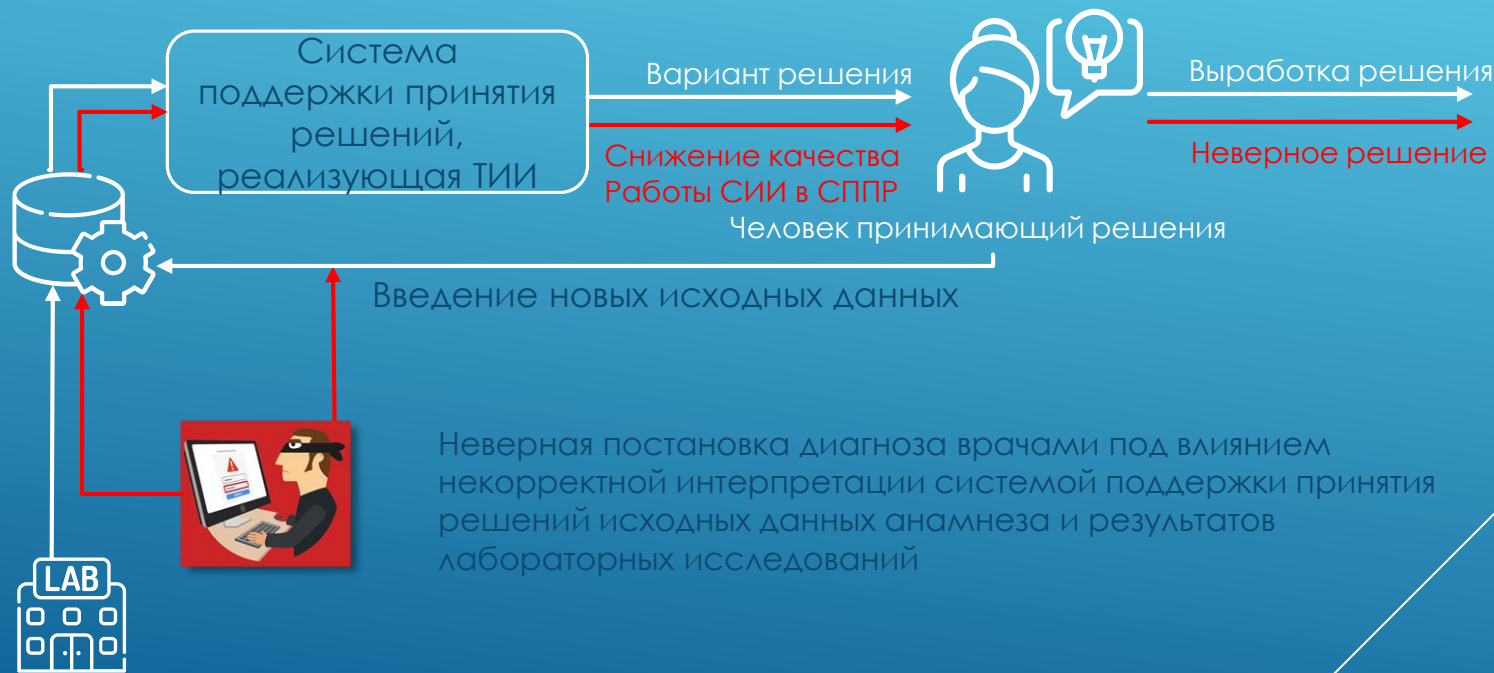 Система
поддержки принятия
решений,
реализующая ТИИ
Вариант решения
Снижение качества
Работы СИИ в СППР
Выработка решения
Неверное решение
Человек принимающий решения
Введение новых исходных данных
Неверная постановка диагноза врачами под влиянием
некорректной интерпретации системой поддержки принятия
решений исходных данных анамнеза и результатов
лабораторных исследований
LAB